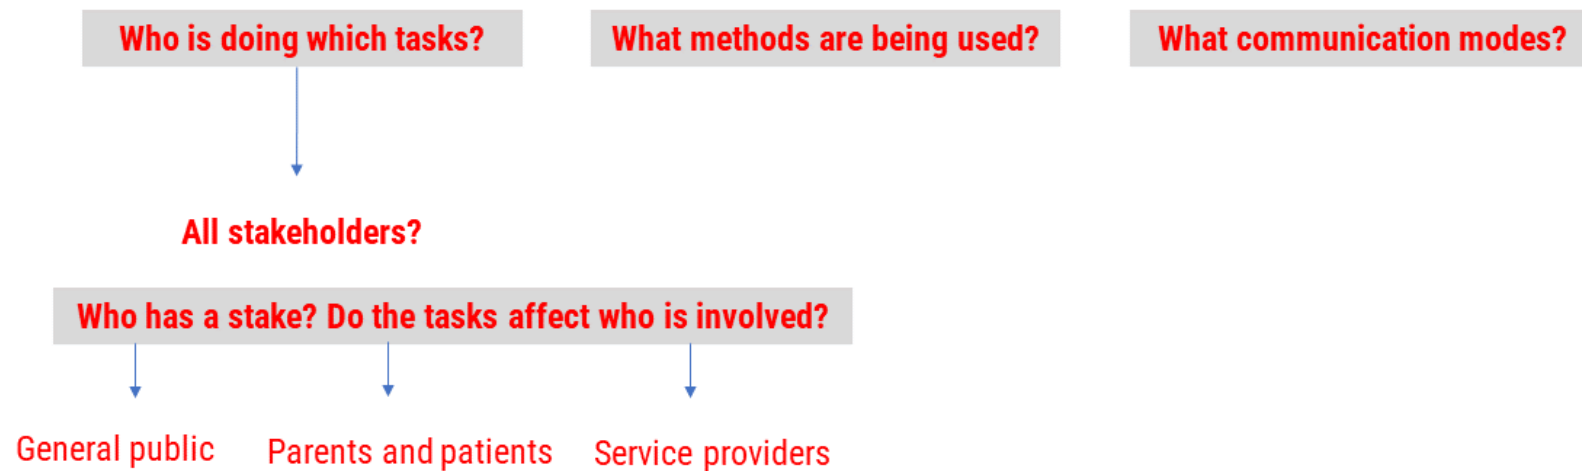 Who is doing which tasks?
What methods are being used?
What communication modes?
All stakeholders?
Who has a stake? Do the tasks affect who is involved?
General public
Parents and patients
Service providers